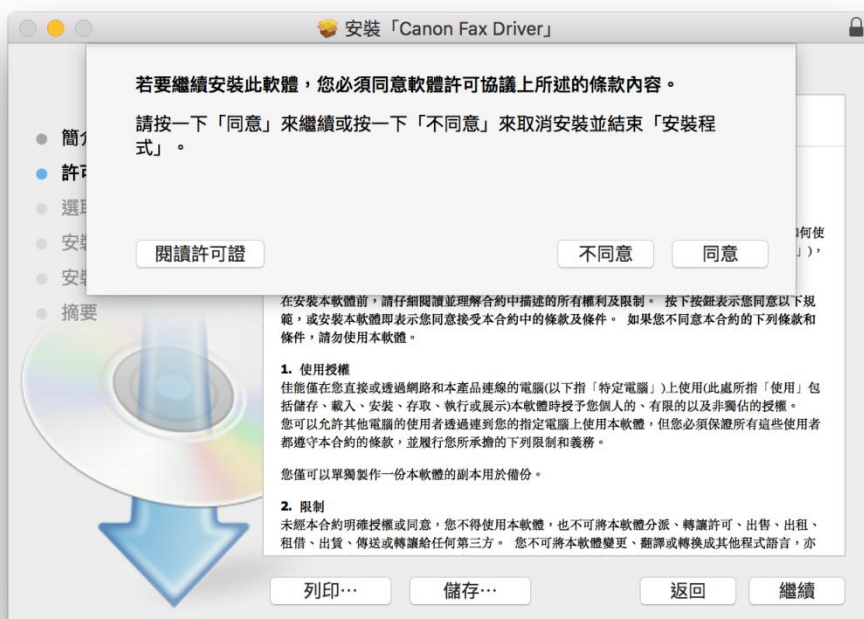 安裝「Canon Fax Driver」
若要繼續安裝此軟體，您必須同意軟體許可協議上所述的條款內容。
請按一下「同意」來繼續或按一下「不同意」來取消安裝並結束「安裝程
式」。
閱讀許可證 不同意 同意
簡
許
選
安裝
安裝
摘要
何使
」)，
在安裝本軟體前，請仔細閱讀並理解合約中描述的所有權利及限制。 按下按鈕表示您同意以下規
範，或安裝本軟體即表示您同意接受本合約中的條款及條件。 如果您不同意本合約的下列條款和
條件，請勿使用本軟體。
1. 使用授權
佳能僅在您直接或透過網路和本產品連線的電腦(以下指「特定電腦」)上使用(此處所指「使用」包
括儲存、載入、安裝、存取、執行或展示)本軟體時授予您個人的、有限的以及非獨佔的授權。
您可以允許其他電腦的使用者透過連到您的指定電腦上使用本軟體，但您必須保證所有這些使用者
都遵守本合約的條款，並履行您所承擔的下列限制和義務。
您僅可以單獨製作一份本軟體的副本用於備份。
2. 限制
未經本合約明確授權或同意，您不得使用本軟體，也不可將本軟體分派、轉讓許可、出售、出租、
租借、出賃、傳送或轉讓給任何第三方。 您不可將本軟體變更、翻譯或轉換成其他程式語言，亦
列印⋯ 儲存⋯ 返回 繼續